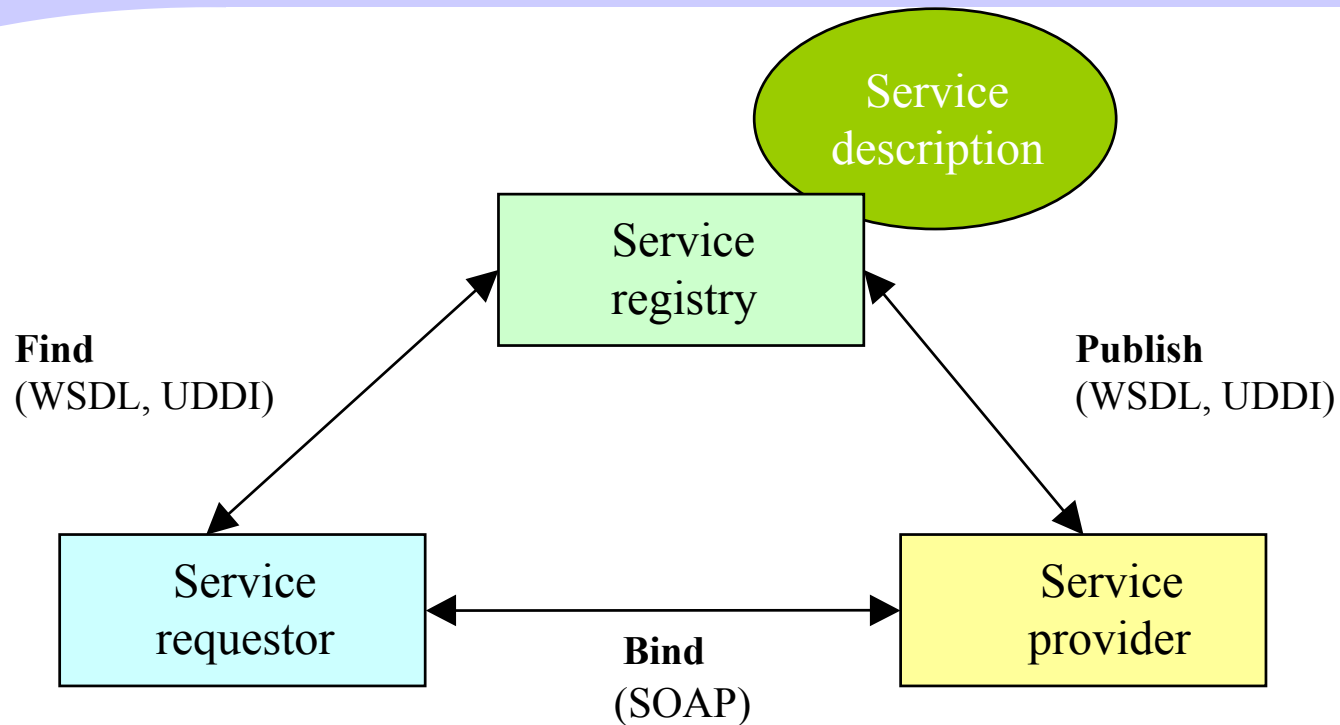 Service
description
Service
registry
Find
(WSDL, UDDI)
Publish
(WSDL, UDDI)
Service
requestor
Bind
(SOAP)
Service
provider